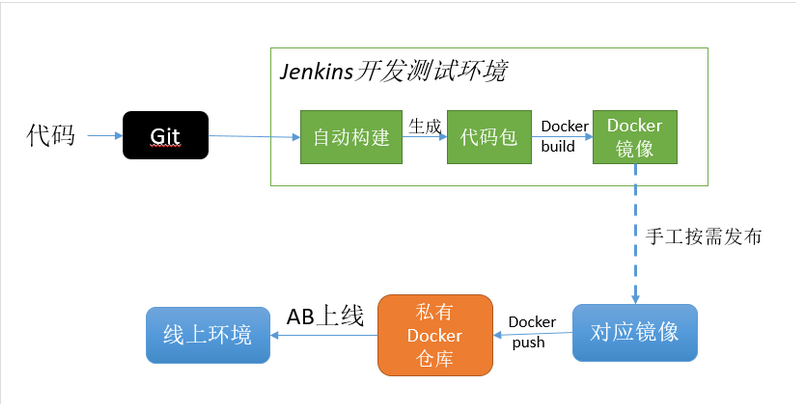 Jenkins开发测试环境
代码
Git
自动构建
生成
代码包
Docker
build
Docker
镜像
手工按需发布
对应镜像
Docker
push
私有
Docker
仓库
AB上线
线上环境